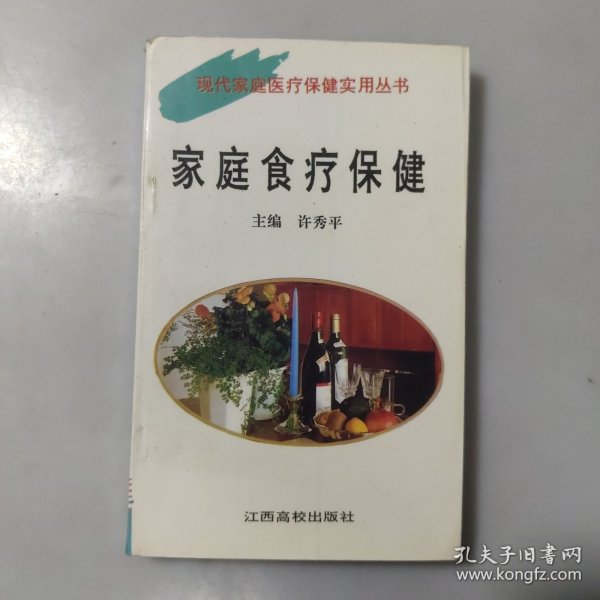 现代家庭医疗保健实用丛书
家庭食疗保健
主编 许秀平
江西高校出版社
孔夫子旧书网
www.kongfz.com